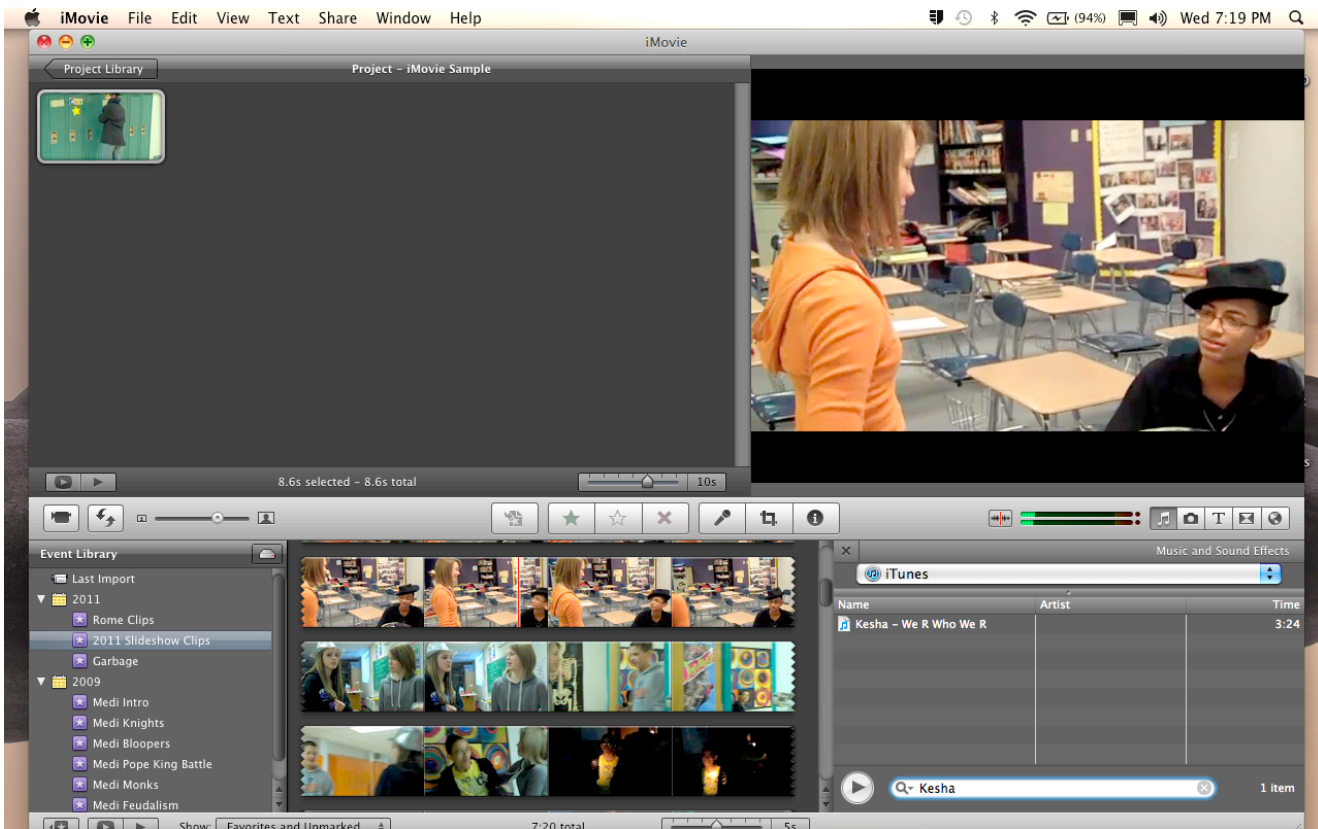 iMovie File Edit View Text Share Window Help (94%) Wed 7:19 PM
iMovie
Project Library Project – iMovie Sample
8.6s selected – 8.6s total 10s
Event Library
Last Import
2011
Rome Clips
2011 Slideshow Clips
Garbage
2009
Medi Intro
Medi Knights
Medi Bloopers
Medi Pope King Battle
Medi Monks
Medi Feudalism
Show: Favorites and Unmarked 7:20 total 5s
Music and Sound Effects
iTunes
Name Artist Time
Kesha – We R Who We R 3:24
Kesha 1 item